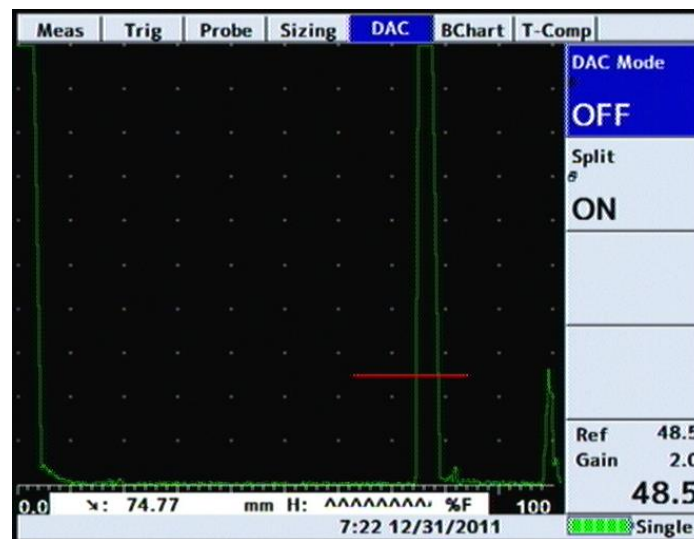 Meas Trig Probe Sizing DAC BChart T-Comp
DAC Mode
OFF
Split
ON
Ref 48.5
Gain 2.0
48.5
0.0 : 74.77 mm H: ^^^^^^^^ %F 100
7:22 12/31/2011 Single